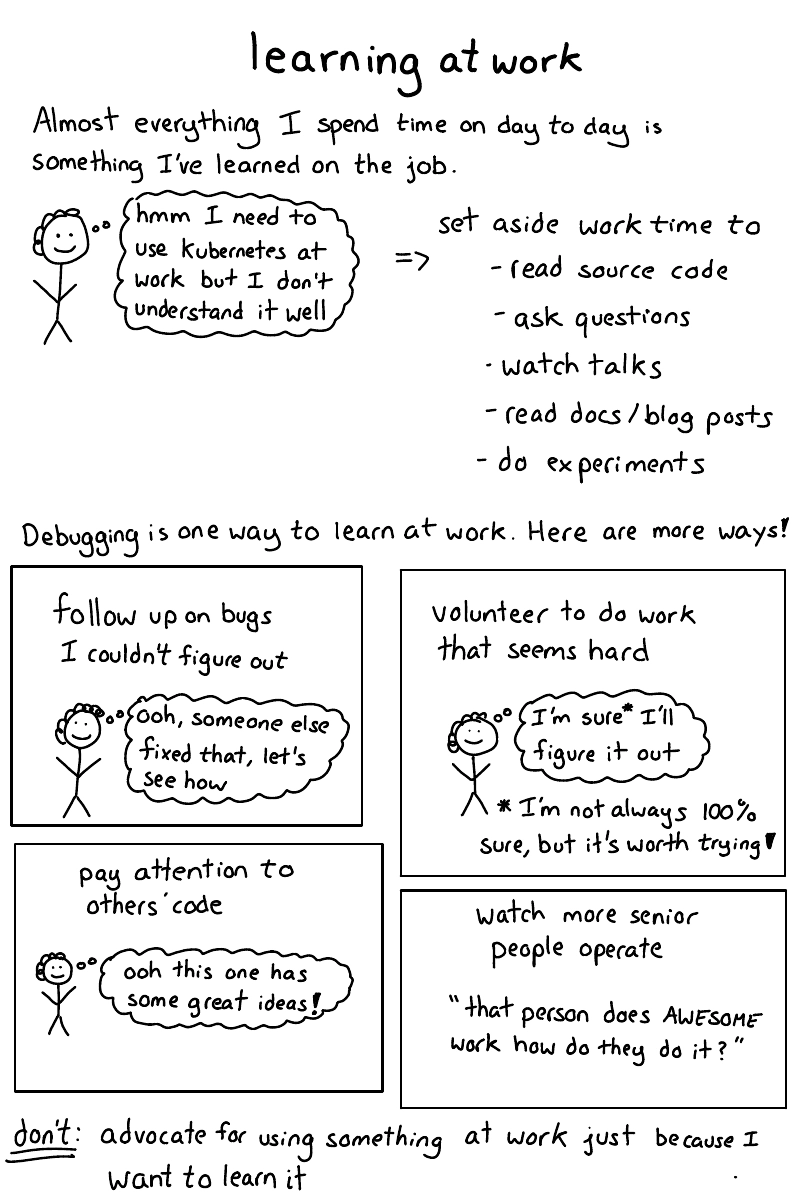 learning at work
Almost everything I spend time on day to day is
something I've learned on the job.
hmm I need to
use Kubernetes at
work but I don't
understand it well
=>
set aside work time to
- read source code
- ask questions
- watch talks
- read docs/blog posts
- do experiments
Debugging is one way to learn at work. Here are more ways!
follow up on bugs
I couldn't figure out
ooh, someone else
fixed that, let's
see how
volunteer to do work
that seems hard
I'm sure* I'll
figure it out
* I'm not always 100%
sure, but it's worth trying!
pay attention to
others' code
ooh this one has
some great ideas!
watch more senior
people operate
"that person does AWESOME
work how do they do it?"
don't: advocate for using something at work just because I
want to learn it